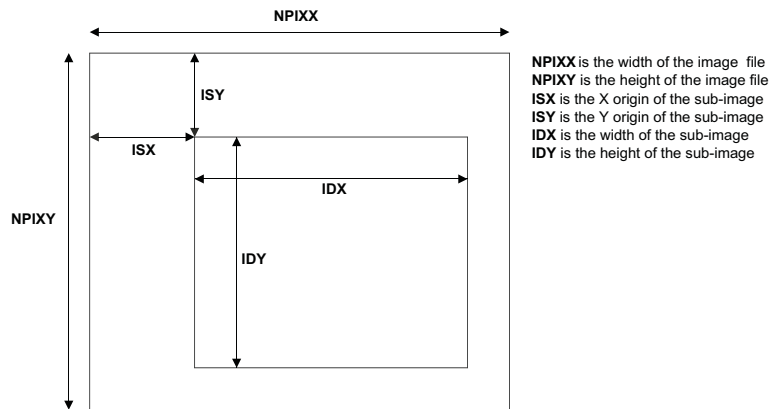 NPIXX
NPIXX is the width of the image file
NPIXY is the height of the image file
ISX is the X origin of the sub-image
ISY is the Y origin of the sub-image
IDX is the width of the sub-image
IDY is the height of the sub-image
ISY
ISX
IDX
NPIXY
IDY